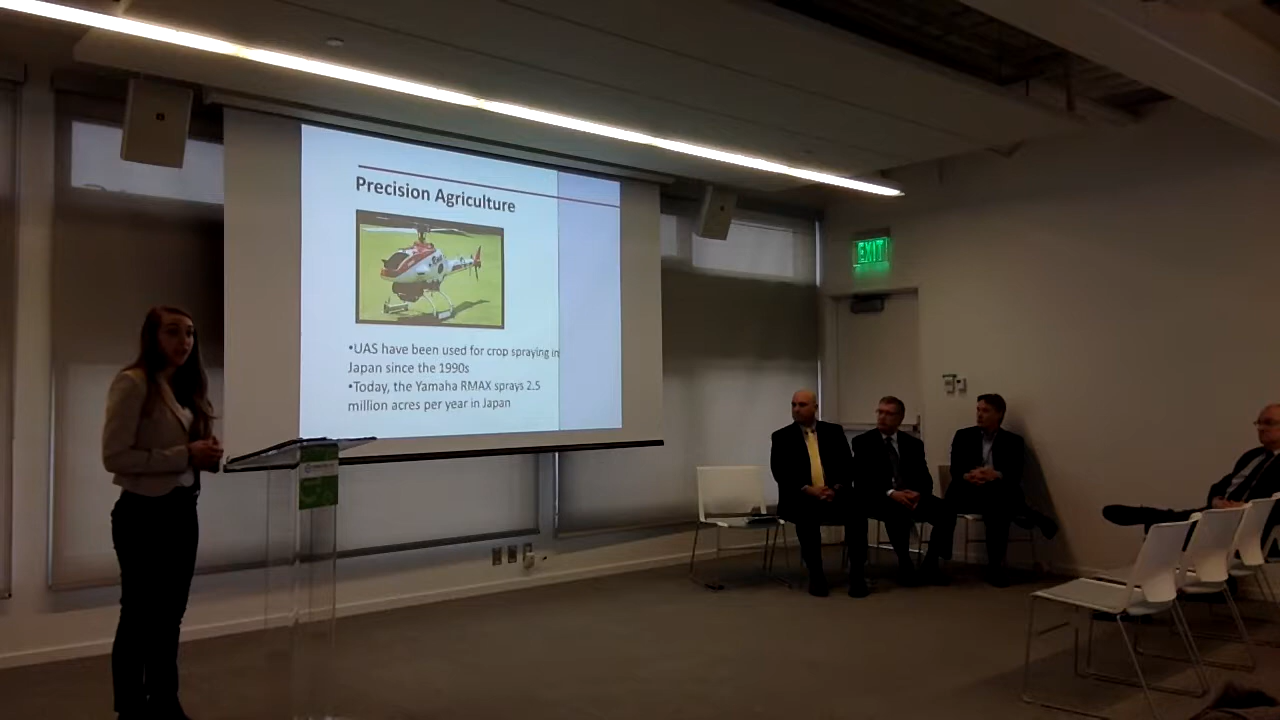 Precision Agriculture
•UAS have been used for crop spraying in
Japan since the 1990s
•Today, the Yamaha RMAX sprays 2.5
million acres per year in Japan
EXIT